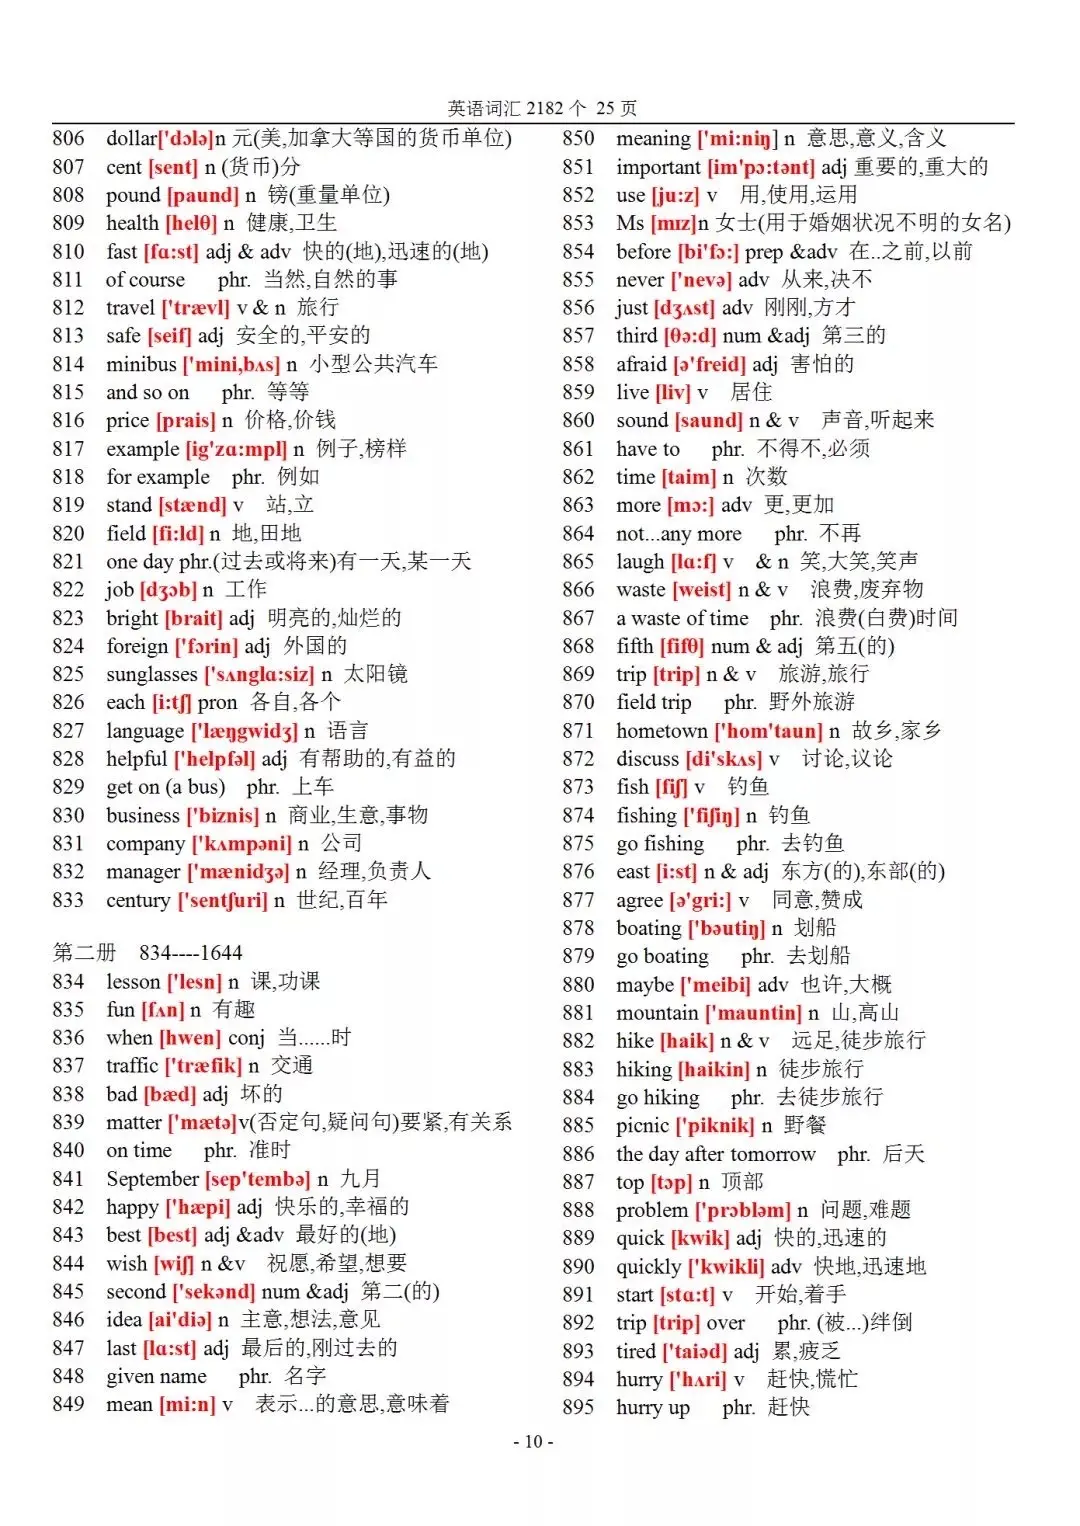 英语词汇 2182 个 25 页
806 dollar['dɔlə]n 元(美,加拿大等国的货币单位)
807 cent [sent] n (货币)分
808 pound [paund] n 镑(重量单位)
809 health [helθ] n 健康,卫生
810 fast [fɑ:st] adj & adv 快的(地),迅速的(地)
811 of course phr. 当然,自然的事
812 travel ['trævl] v & n 旅行
813 safe [seif] adj 安全的,平安的
814 minibus ['mini,bʌs] n 小型公共汽车
815 and so on phr. 等等
816 price [prais] n 价格,价钱
817 example [ig'zɑ:mpl] n 例子,榜样
818 for example phr. 例如
819 stand [stænd] v 站,立
820 field [fi:ld] n 地,田地
821 one day phr.(过去或将来)有一天,某一天
822 job [dʒɔb] n 工作
823 bright [brait] adj 明亮的,灿烂的
824 foreign ['fɔrin] adj 外国的
825 sunglasses ['sʌnglɑ:siz] n 太阳镜
826 each [i:tʃ] pron 各自,各个
827 language ['læŋgwidʒ] n 语言
828 helpful ['helpfəl] adj 有帮助的,有益的
829 get on (a bus) phr. 上车
830 business ['biznis] n 商业,生意,事物
831 company ['kʌmpəni] n 公司
832 manager ['mænidʒə] n 经理,负责人
833 century ['sentʃuri] n 世纪,百年
第二册 834----1644
834 lesson ['lesn] n 课,功课
835 fun [fʌn] n 有趣
836 when [hwen] conj 当......时
837 traffic ['træfik] n 交通
838 bad [bæd] adj 坏的
839 matter ['mætə]v(否定句,疑问句)要紧,有关系
840 on time phr. 准时
841 September [sep'tembə] n 九月
842 happy ['hæpi] adj 快乐的,幸福的
843 best [best] adj &adv 最好的(地)
844 wish [wiʃ] n &v 祝愿,希望,想要
845 second ['sekənd] num &adj 第二(的)
846 idea [ai'diə] n 主意,想法,意见
847 last [lɑ:st] adj 最后的,刚过去的
848 given name phr. 名字
849 mean [mi:n] v 表示...的意思,意味着
850 meaning ['mi:niŋ] n 意思,意义,含义
851 important [im'pɔ:tənt] adj 重要的,重大的
852 use [ju:z] v 用,使用,运用
853 Ms [mɪz]n 女士(用于婚姻状况不明的女名)
854 before [bi'fɔ:] prep &adv 在..之前,以前
855 never ['nevə] adv 从来,决不
856 just [dʒʌst] adv 刚刚,方才
857 third [θə:d] num &adj 第三的
858 afraid [ə'freid] adj 害怕的
859 live [liv] v 居住
860 sound [saund] n & v 声音,听起来
861 have to phr. 不得不,必须
862 time [taim] n 次数
863 more [mɔ:] adv 更,更加
864 not...any more phr. 不再
865 laugh [lɑ:f] v & n 笑,大笑,笑声
866 waste [weist] n & v 浪费,废弃物
867 a waste of time phr. 浪费(白费)时间
868 fifth [fifθ] num & adj 第五(的)
869 trip [trip] n & v 旅游,旅行
870 field trip phr. 野外旅游
871 hometown ['hom'taun] n 故乡,家乡
872 discuss [di'skʌs] v 讨论,议论
873 fish [fiʃ] v 钓鱼
874 fishing ['fiʃiŋ] n 钓鱼
875 go fishing phr. 去钓鱼
876 east [i:st] n & adj 东方(的),东部(的)
877 agree [ə'gri:] v 同意,赞成
878 boating ['bəutiŋ] n 划船
879 go boating phr. 去划船
880 maybe ['meibi] adv 也许,大概
881 mountain ['mauntin] n 山,高山
882 hike [haik] n & v 远足,徒步旅行
883 hiking [haikin] n 徒步旅行
884 go hiking phr. 去徒步旅行
885 picnic ['piknik] n 野餐
886 the day after tomorrow phr. 后天
887 top [tɔp] n 顶部
888 problem ['prɔbləm] n 问题,难题
889 quick [kwik] adj 快的,迅速的
890 quickly ['kwikli] adv 快地,迅速地
891 start [stɑ:t] v 开始,着手
892 trip [trip] over phr. (被...)绊倒
893 tired ['taiəd] adj 累,疲乏
894 hurry ['hʌri] v 赶快,慌忙
895 hurry up phr. 赶快
- 10 -